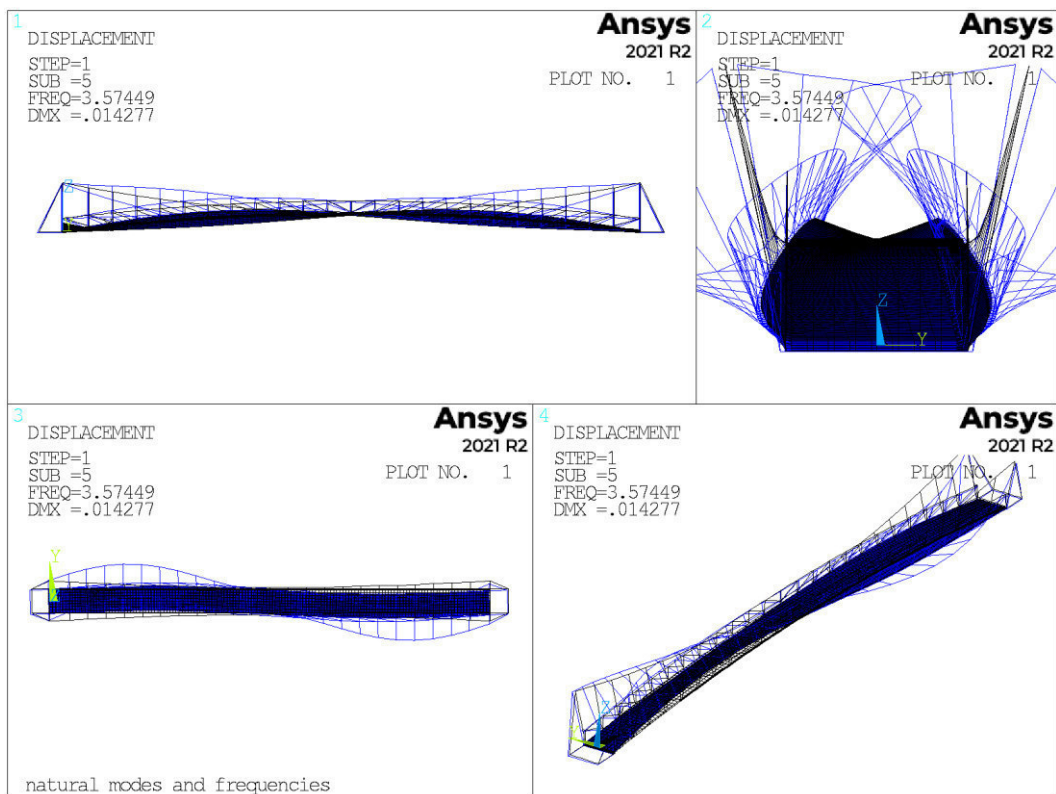 1
DISPLACEMENT
STEP=1
SUB =5
FREQ=3.57449
DMX =.014277
Ansys
2021 R2
PLOT NO. 1
Z
2
DISPLACEMENT
STEP=1
SUB =5
FREQ=3.57449
DMX =.014277
Ansys
2021 R2
PLOT NO. 1
Z
Y
3
DISPLACEMENT
STEP=1
SUB =5
FREQ=3.57449
DMX =.014277
Ansys
2021 R2
PLOT NO. 1
Y
4
DISPLACEMENT
STEP=1
SUB =5
FREQ=3.57449
DMX =.014277
Ansys
2021 R2
PLOT NO. 1
Z
Y
natural modes and frequencies